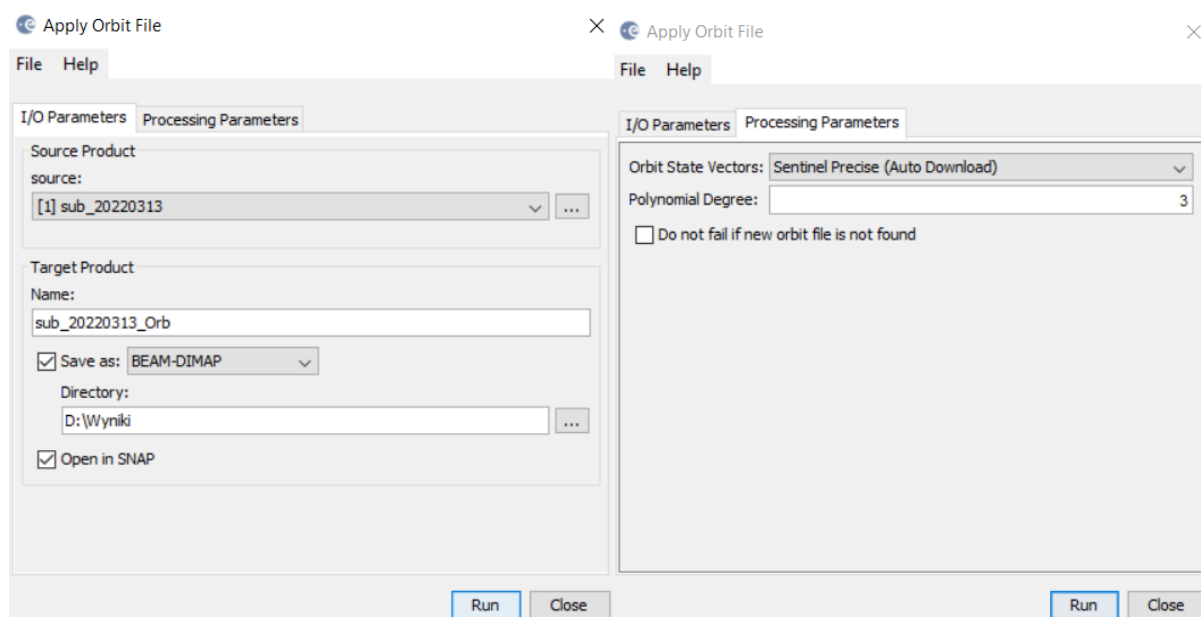 Apply Orbit File
File Help
I/O Parameters Processing Parameters
Source Product
source:
[1] sub_20220313
...
Target Product
Name:
sub_20220313_Orb
Save as: BEAM-DIMAP
Directory:
D:\Wyniki
...
Open in SNAP
Run Close
Apply Orbit File
File Help
I/O Parameters Processing Parameters
Orbit State Vectors: Sentinel Precise (Auto Download)
Polynomial Degree: 3
Do not fail if new orbit file is not found
Run Close